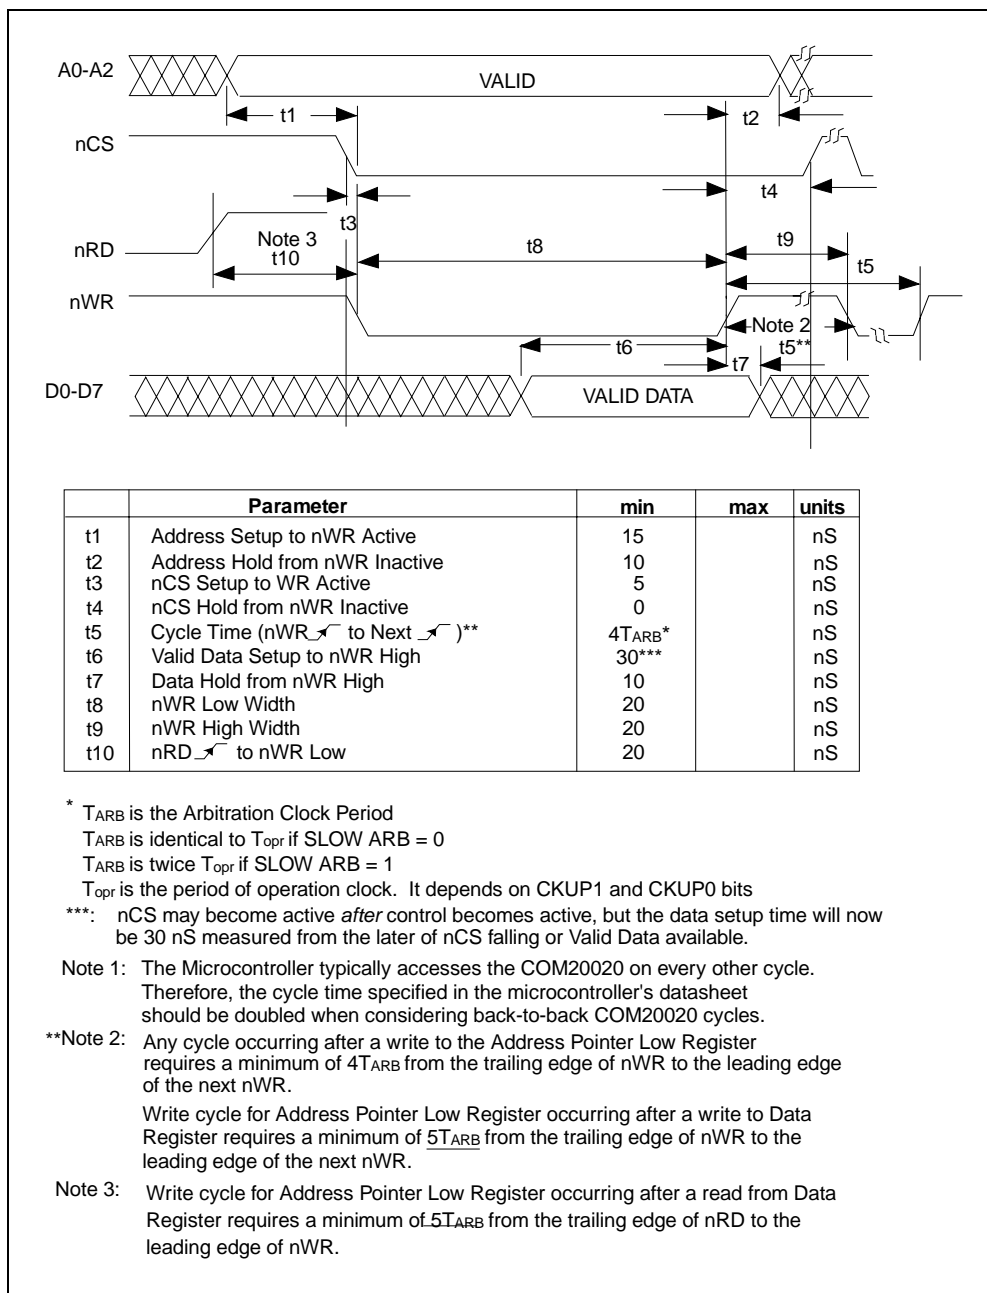 A0-A2
VALID
t1
t2
nCS
t4
t3
nRD
Note 3
t10
t8
t9
t5
nWR
Note 2
t6
t5**
t7
D0-D7
VALID DATA
Parameter min max units
t1 Address Setup to nWR Active 15 nS
t2 Address Hold from nWR Inactive 10 nS
t3 nCS Setup to WR Active 5 nS
t4 nCS Hold from nWR Inactive 0 nS
t5 Cycle Time (nWR to Next )** 4TARB* nS
t6 Valid Data Setup to nWR High 30*** nS
t7 Data Hold from nWR High 10 nS
t8 nWR Low Width 20 nS
t9 nWR High Width 20 nS
t10 nRD to nWR Low 20 nS
* TARB is the Arbitration Clock Period
TARB is identical to Topr if SLOW ARB = 0
TARB is twice Topr if SLOW ARB = 1
Topr is the period of operation clock. It depends on CKUP1 and CKUP0 bits
***: nCS may become active after control becomes active, but the data setup time will now
be 30 nS measured from the later of nCS falling or Valid Data available.
Note 1: The Microcontroller typically accesses the COM20020 on every other cycle.
Therefore, the cycle time specified in the microcontroller's datasheet
should be doubled when considering back-to-back COM20020 cycles.
**Note 2: Any cycle occurring after a write to the Address Pointer Low Register
requires a minimum of 4TARB from the trailing edge of nWR to the leading edge
of the next nWR.
Write cycle for Address Pointer Low Register occurring after a write to Data
Register requires a minimum of 5TARB from the trailing edge of nWR to the
leading edge of the next nWR.
Note 3: Write cycle for Address Pointer Low Register occurring after a read from Data
Register requires a minimum of 5TARB from the trailing edge of nRD to the
leading edge of nWR.